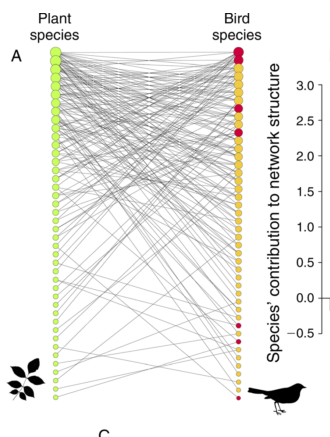 Plant
species
Bird
species
A
Species' contribution to network structure
3.0
2.5
2.0
1.5
1.0
0.5
0.0
−0.5
C